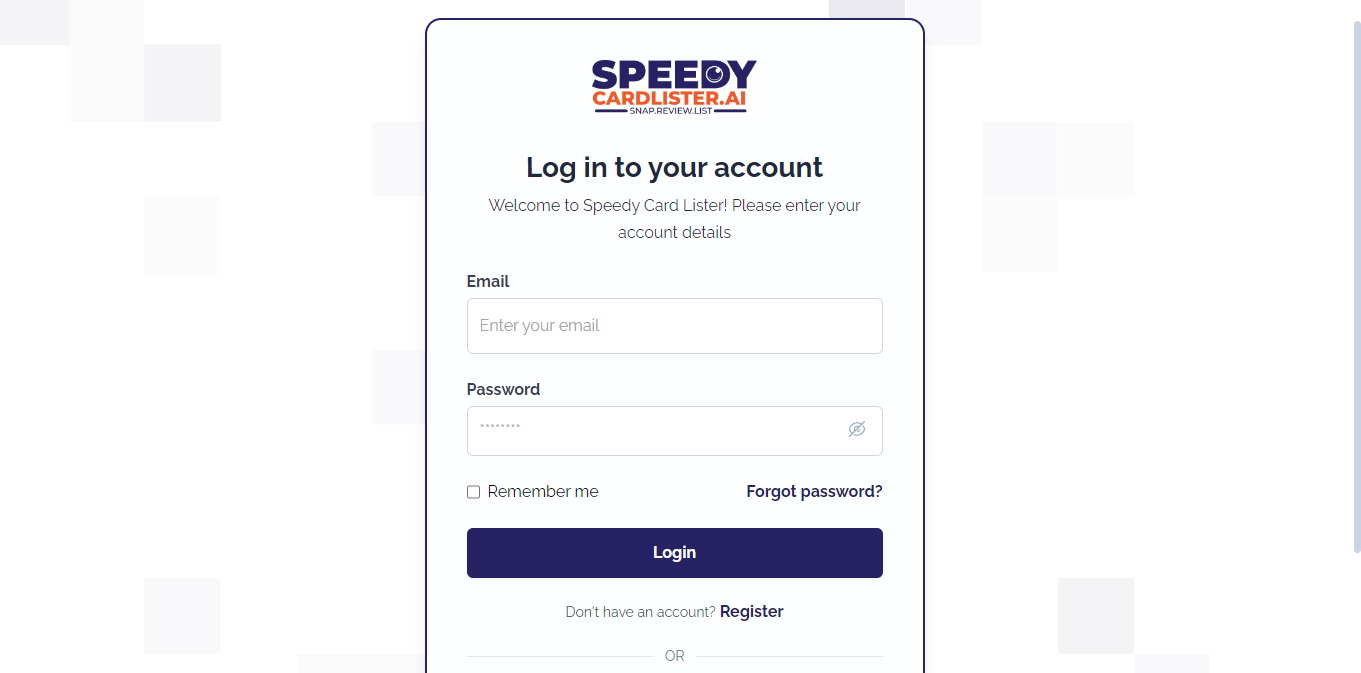 SPEEDY
CARDLISTER.AI
SNAP.REVIEW.LIST
Log in to your account
Welcome to Speedy Card Lister! Please enter your
account details
Email
Enter your email
Password
********
Remember me
Forgot password?
Login
Don't have an account? Register
OR